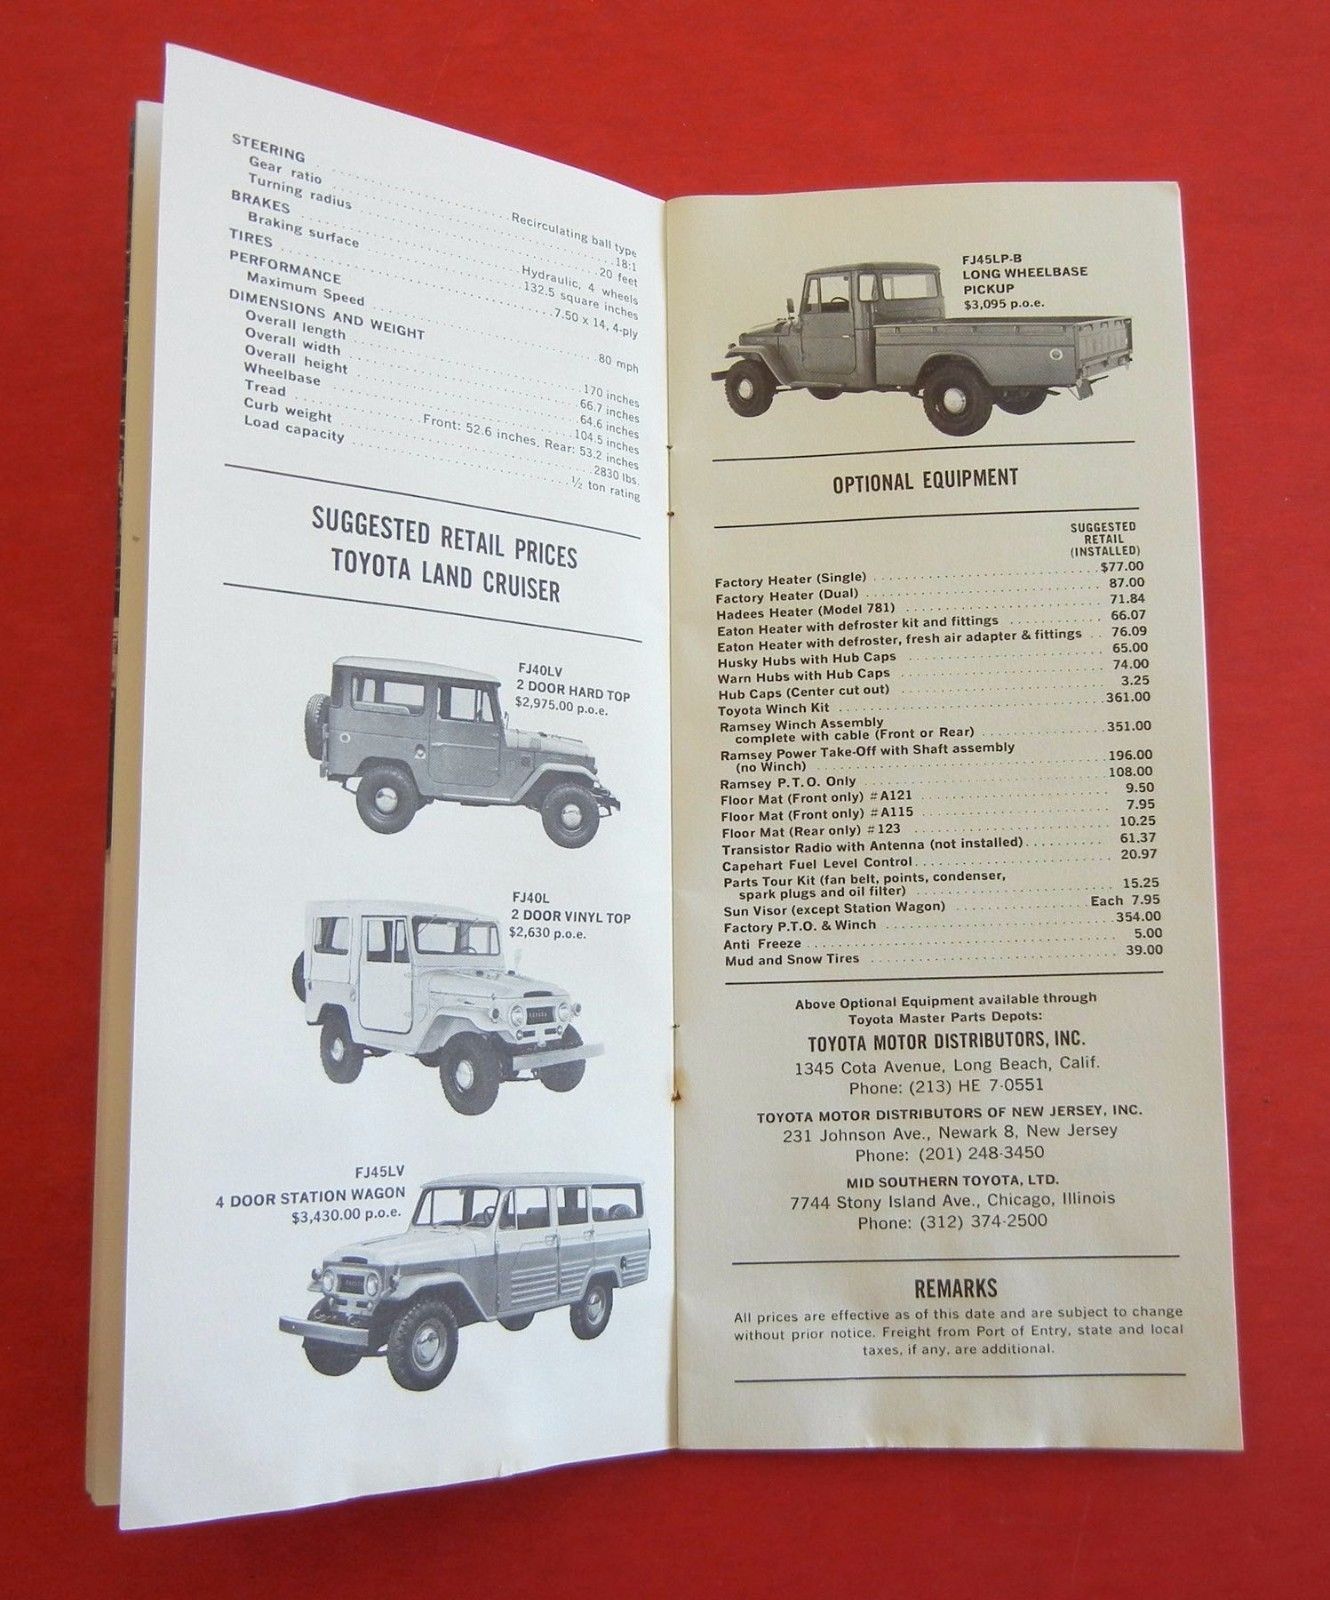 STEERING . . . . . Recirculating ball type
Gear ratio . . . . . 18:1
Turning radius . . . . . 20 feet
BRAKES . . . . . Hydraulic, 4 wheels
Braking surface . . . . . 132.5 square inches
TIRES . . . . . 7.50 x 14, 4-ply
PERFORMANCE
Maximum Speed . . . . . 80 mph
DIMENSIONS AND WEIGHT
Overall length . . . . . 170 inches
Overall width . . . . . 66.7 inches
Overall height . . . . . 64.6 inches
Wheelbase . . . . . 104.5 inches
Tread . . . . . Front: 52.6 inches. Rear: 53.2 inches
Curb weight . . . . . 2830 lbs.
Load capacity . . . . . ½ ton rating
SUGGESTED RETAIL PRICES
TOYOTA LAND CRUISER
FJ40LV
2 DOOR HARD TOP
$2,975.00 p.o.e.
FJ40L
2 DOOR VINYL TOP
$2,630 p.o.e.
TOYOTA
FJ45LV
4 DOOR STATION WAGON
$3,430.00 p.o.e.
FJ45LP-B
LONG WHEELBASE
PICKUP
$3,095 p.o.e.
OPTIONAL EQUIPMENT
SUGGESTED
RETAIL
(INSTALLED)
Factory Heater (Single) . . . . . $77.00
Factory Heater (Dual) . . . . . 87.00
Hadees Heater (Model 781) . . . . . 71.84
Eaton Heater with defroster kit and fittings . . . . . 66.07
Eaton Heater with defroster, fresh air adapter & fittings . . 76.09
Husky Hubs with Hub Caps . . . . . 65.00
Warn Hubs with Hub Caps . . . . . 74.00
Hub Caps (Center cut out) . . . . . 3.25
Toyota Winch Kit . . . . . 361.00
Ramsey Winch Assembly
complete with cable (Front or Rear) . . . . . 351.00
Ramsey Power Take-Off with Shaft assembly
(no Winch) . . . . . 196.00
Ramsey P.T.O. Only . . . . . 108.00
Floor Mat (Front only) #A121 . . . . . 9.50
Floor Mat (Front only) #A115 . . . . . 7.95
Floor Mat (Rear only) #123 . . . . . 10.25
Transistor Radio with Antenna (not installed) . . . . . 61.37
Capehart Fuel Level Control . . . . . 20.97
Parts Tour Kit (fan belt, points, condenser,
spark plugs and oil filter) . . . . . 15.25
Sun Visor (except Station Wagon) . . . . . Each 7.95
Factory P.T.O. & Winch . . . . . 354.00
Anti Freeze . . . . . 5.00
Mud and Snow Tires . . . . . 39.00
Above Optional Equipment available through
Toyota Master Parts Depots:
TOYOTA MOTOR DISTRIBUTORS, INC.
1345 Cota Avenue, Long Beach, Calif.
Phone: (213) HE 7-0551
TOYOTA MOTOR DISTRIBUTORS OF NEW JERSEY, INC.
231 Johnson Ave., Newark 8, New Jersey
Phone: (201) 248-3450
MID SOUTHERN TOYOTA, LTD.
7744 Stony Island Ave., Chicago, Illinois
Phone: (312) 374-2500
REMARKS
All prices are effective as of this date and are subject to change
without prior notice. Freight from Port of Entry, state and local
taxes, if any, are additional.